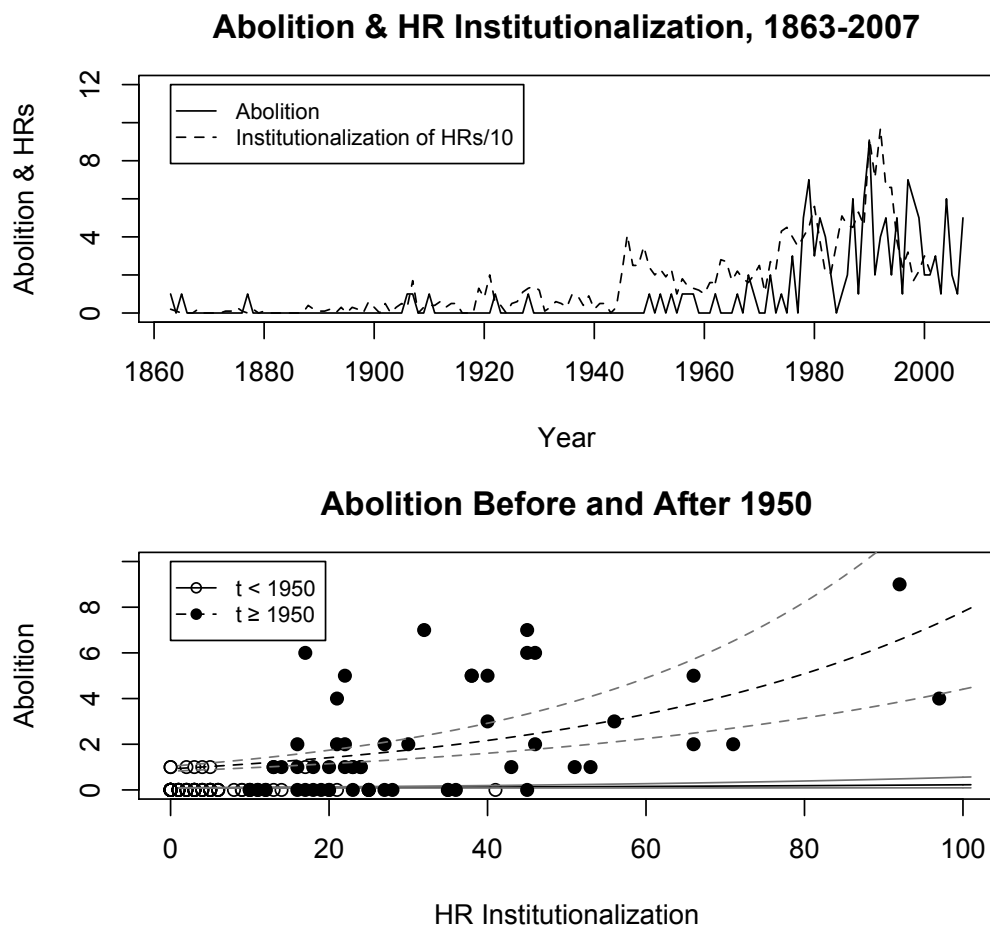 Abolition & HR Institutionalization, 1863-2007
Abolition & HRs
12
8
4
0
Abolition
Institutionalization of HRs/10
1860 1880 1900 1920 1940 1960 1980 2000
Year
Abolition Before and After 1950
Abolition
8
6
4
2
0
t < 1950
t ≥ 1950
0 20 40 60 80 100
HR Institutionalization